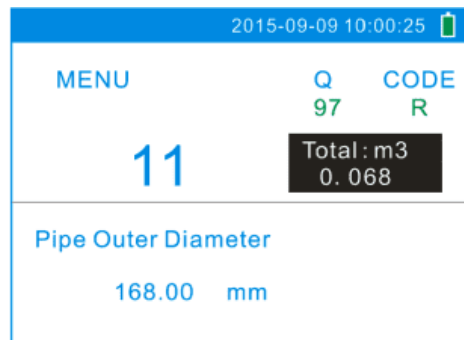 2015-09-09 10:00:25
MENU Q CODE
97 R
11 Total:m3
0.068
Pipe Outer Diameter
168.00 mm